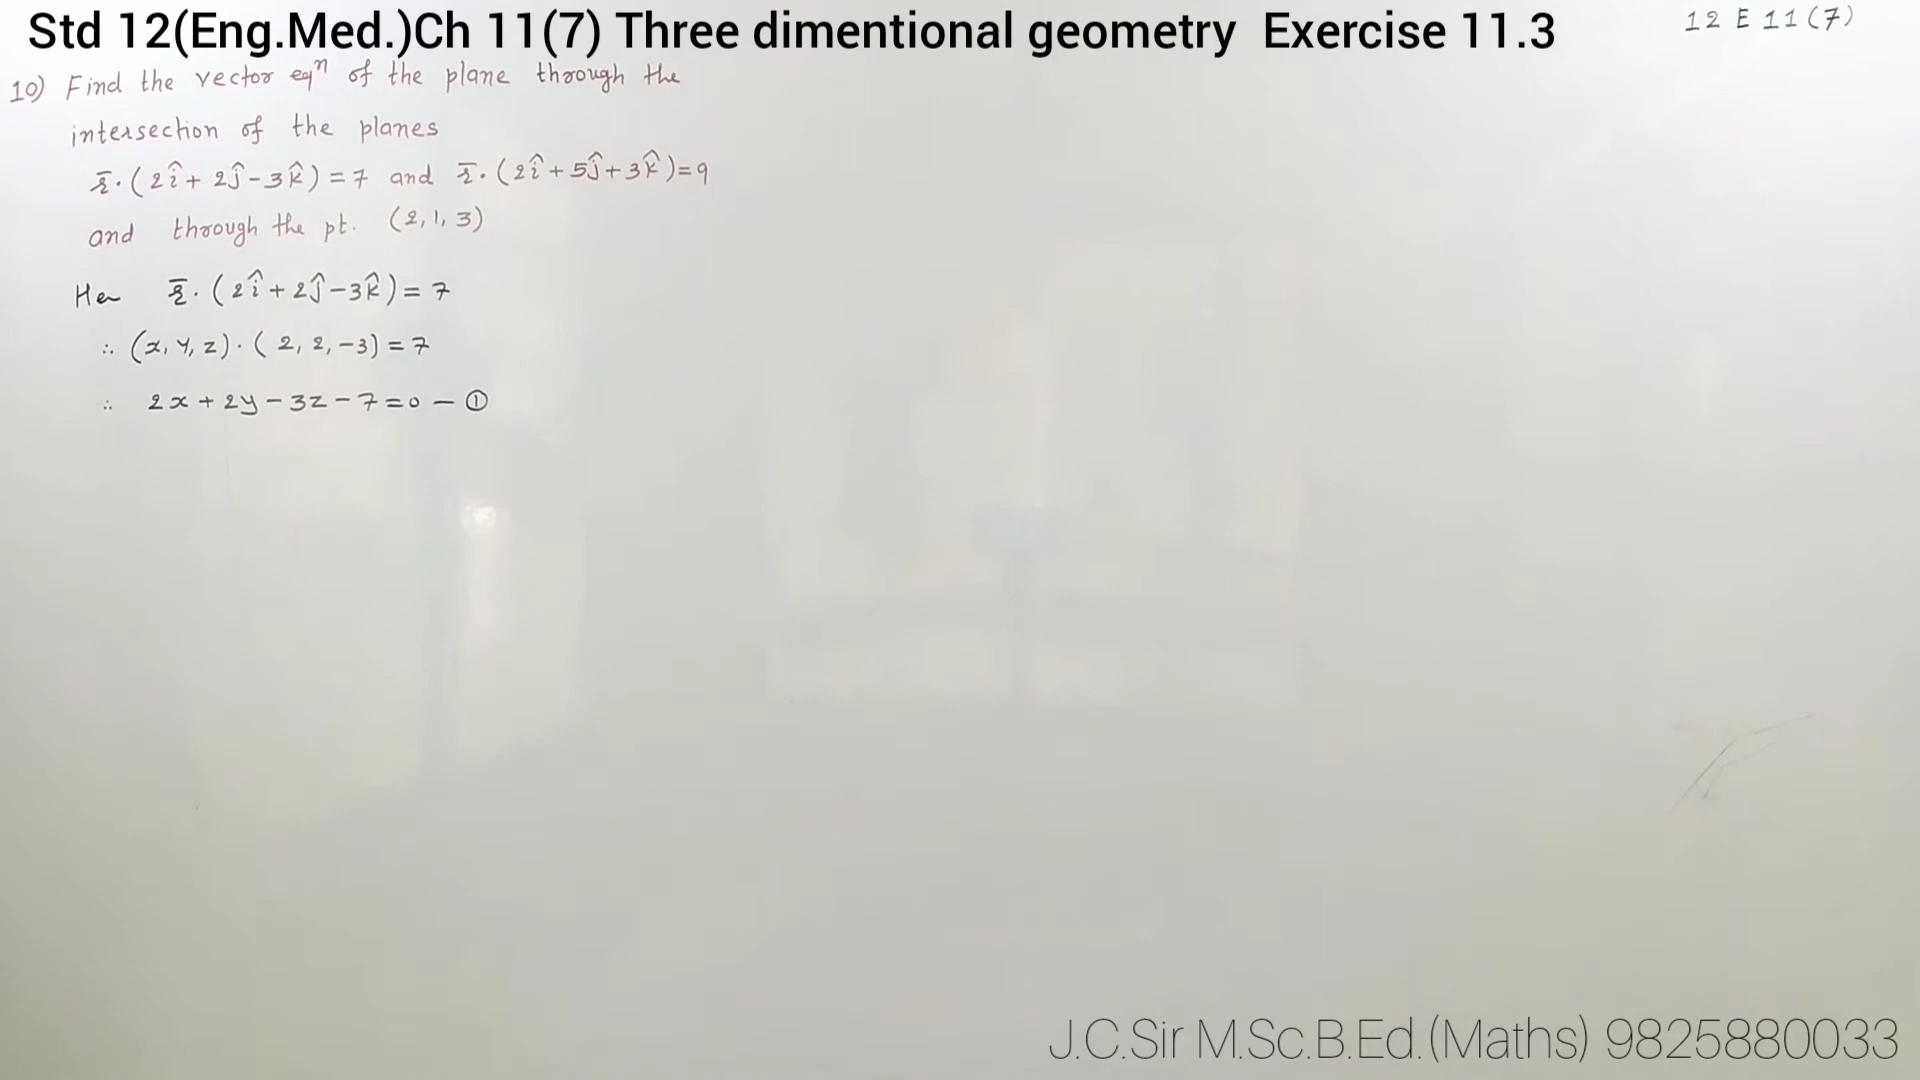 Std 12(Eng.Med.)Ch 11(7) Three dimentional geometry Exercise 11.3
12 E 11(7)
10) Find the vector eqⁿ of the plane through the
intersection of the planes
r̄·(2î+2ĵ-3k̂)=7 and r̄·(2î+5ĵ+3k̂)=9
and through the pt. (2,1,3)
Her r̄·(2î+2ĵ-3k̂)=7
∴ (x,y,z)·(2,2,-3)=7
∴ 2x+2y-3z-7=0 — ①
J.C.Sir M.Sc.B.Ed.(Maths) 9825880033